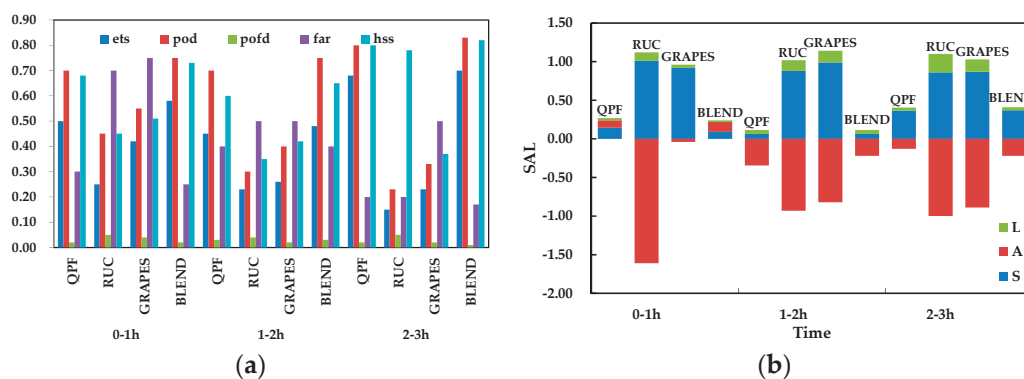 0.90
0.80
0.70
0.60
0.50
0.40
0.30
0.20
0.10
0.00
ets pod pofd far hss
QPF RUC GRAPES BLEND QPF RUC GRAPES BLEND QPF RUC GRAPES BLEND
0-1h 1-2h 2-3h
(a)
1.50
1.00
0.50
0.00
-0.50
-1.00
-1.50
-2.00
SAL
QPF RUC GRAPES BLEND QPF RUC GRAPES BLEND QPF RUC GRAPES BLEND
L
A
S
0-1h 1-2h 2-3h
Time
(b)